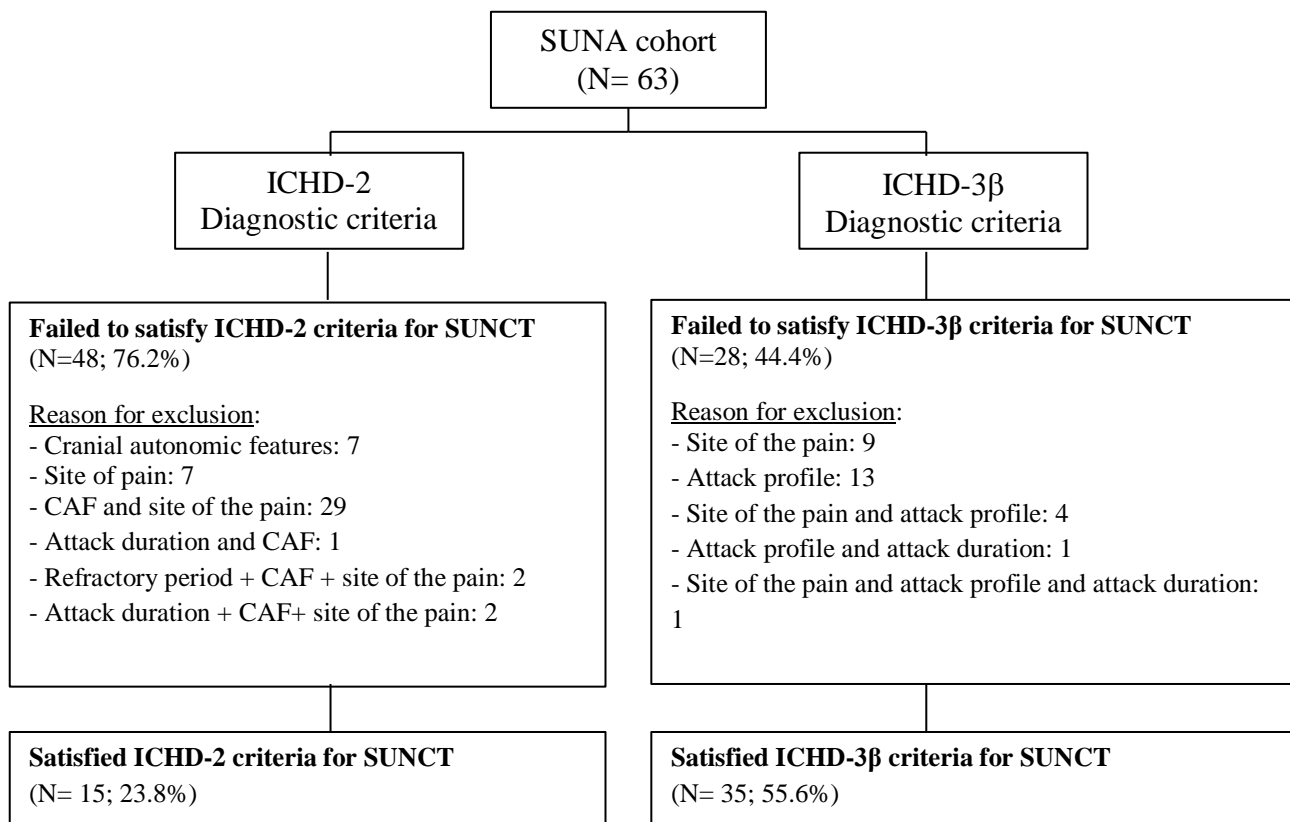 SUNA cohort
(N= 63)
ICHD-2
Diagnostic criteria
ICHD-3β
Diagnostic criteria
Failed to satisfy ICHD-2 criteria for SUNCT
(N=48; 76.2%)
Reason for exclusion:
- Cranial autonomic features: 7
- Site of pain: 7
- CAF and site of the pain: 29
- Attack duration and CAF: 1
- Refractory period + CAF + site of the pain: 2
- Attack duration + CAF+ site of the pain: 2
Failed to satisfy ICHD-3β criteria for SUNCT
(N=28; 44.4%)
Reason for exclusion:
- Site of the pain: 9
- Attack profile: 13
- Site of the pain and attack profile: 4
- Attack profile and attack duration: 1
- Site of the pain and attack profile and attack duration:
1
Satisfied ICHD-2 criteria for SUNCT
(N= 15; 23.8%)
Satisfied ICHD-3β criteria for SUNCT
(N= 35; 55.6%)